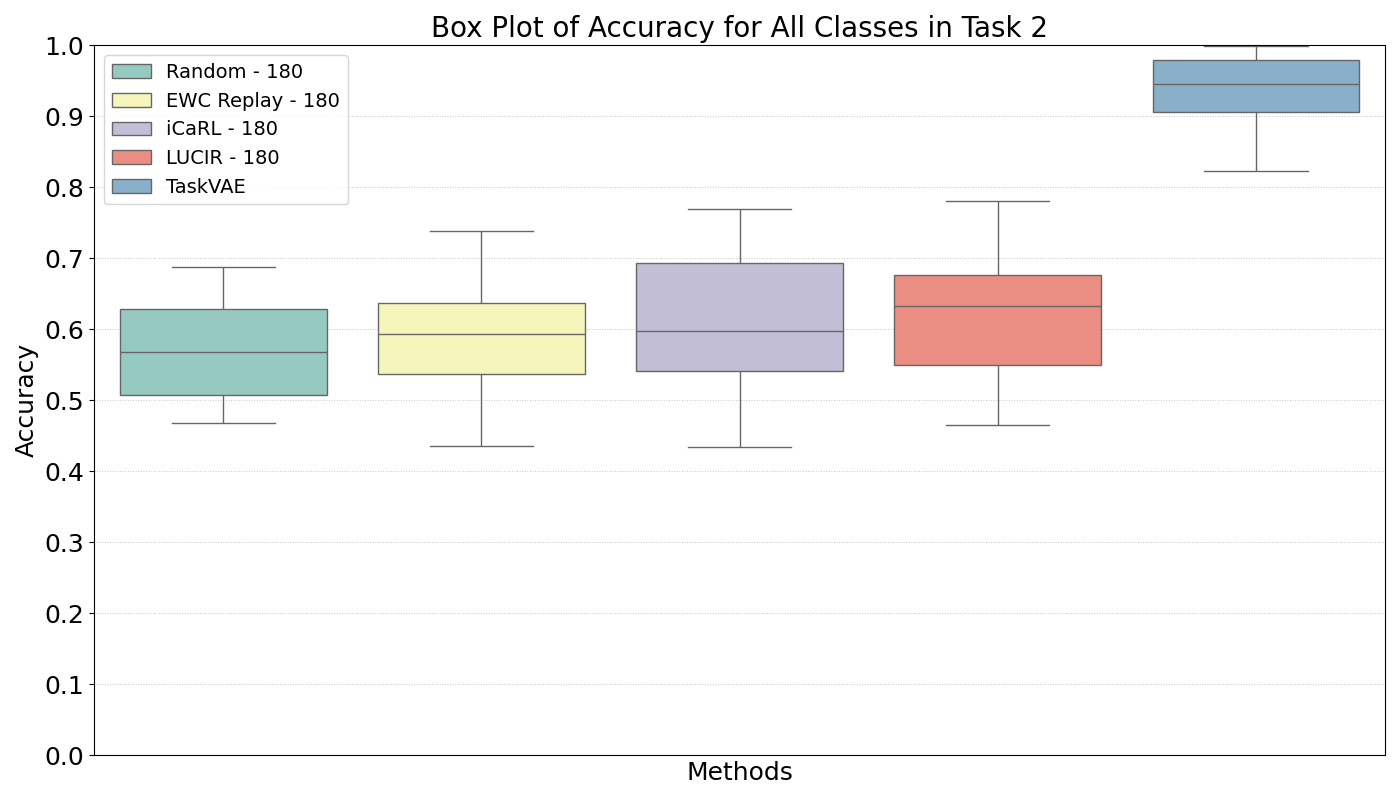 Box Plot of Accuracy for All Classes in Task 2
1.0
0.9
0.8
0.7
0.6
0.5
0.4
0.3
0.2
0.1
0.0
Accuracy
Random - 180
EWC Replay - 180
iCaRL - 180
LUCIR - 180
TaskVAE
Methods